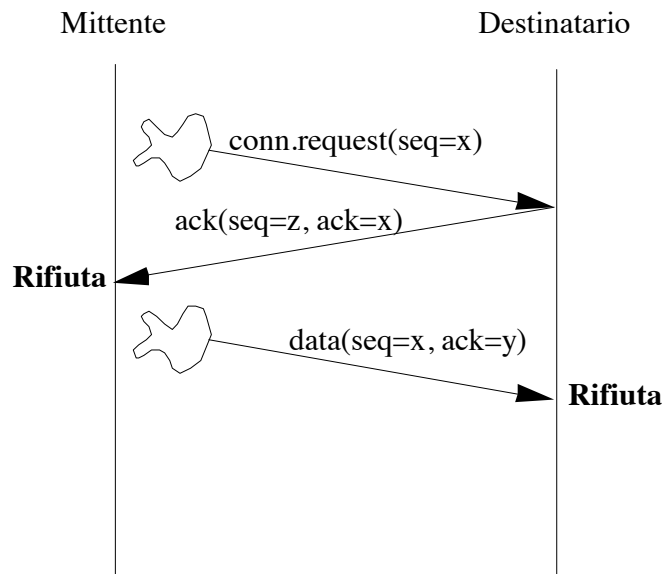 Mittente
Destinatario
conn.request(seq=x)
ack(seq=z, ack=x)
Rifiuta
data(seq=x, ack=y)
Rifiuta